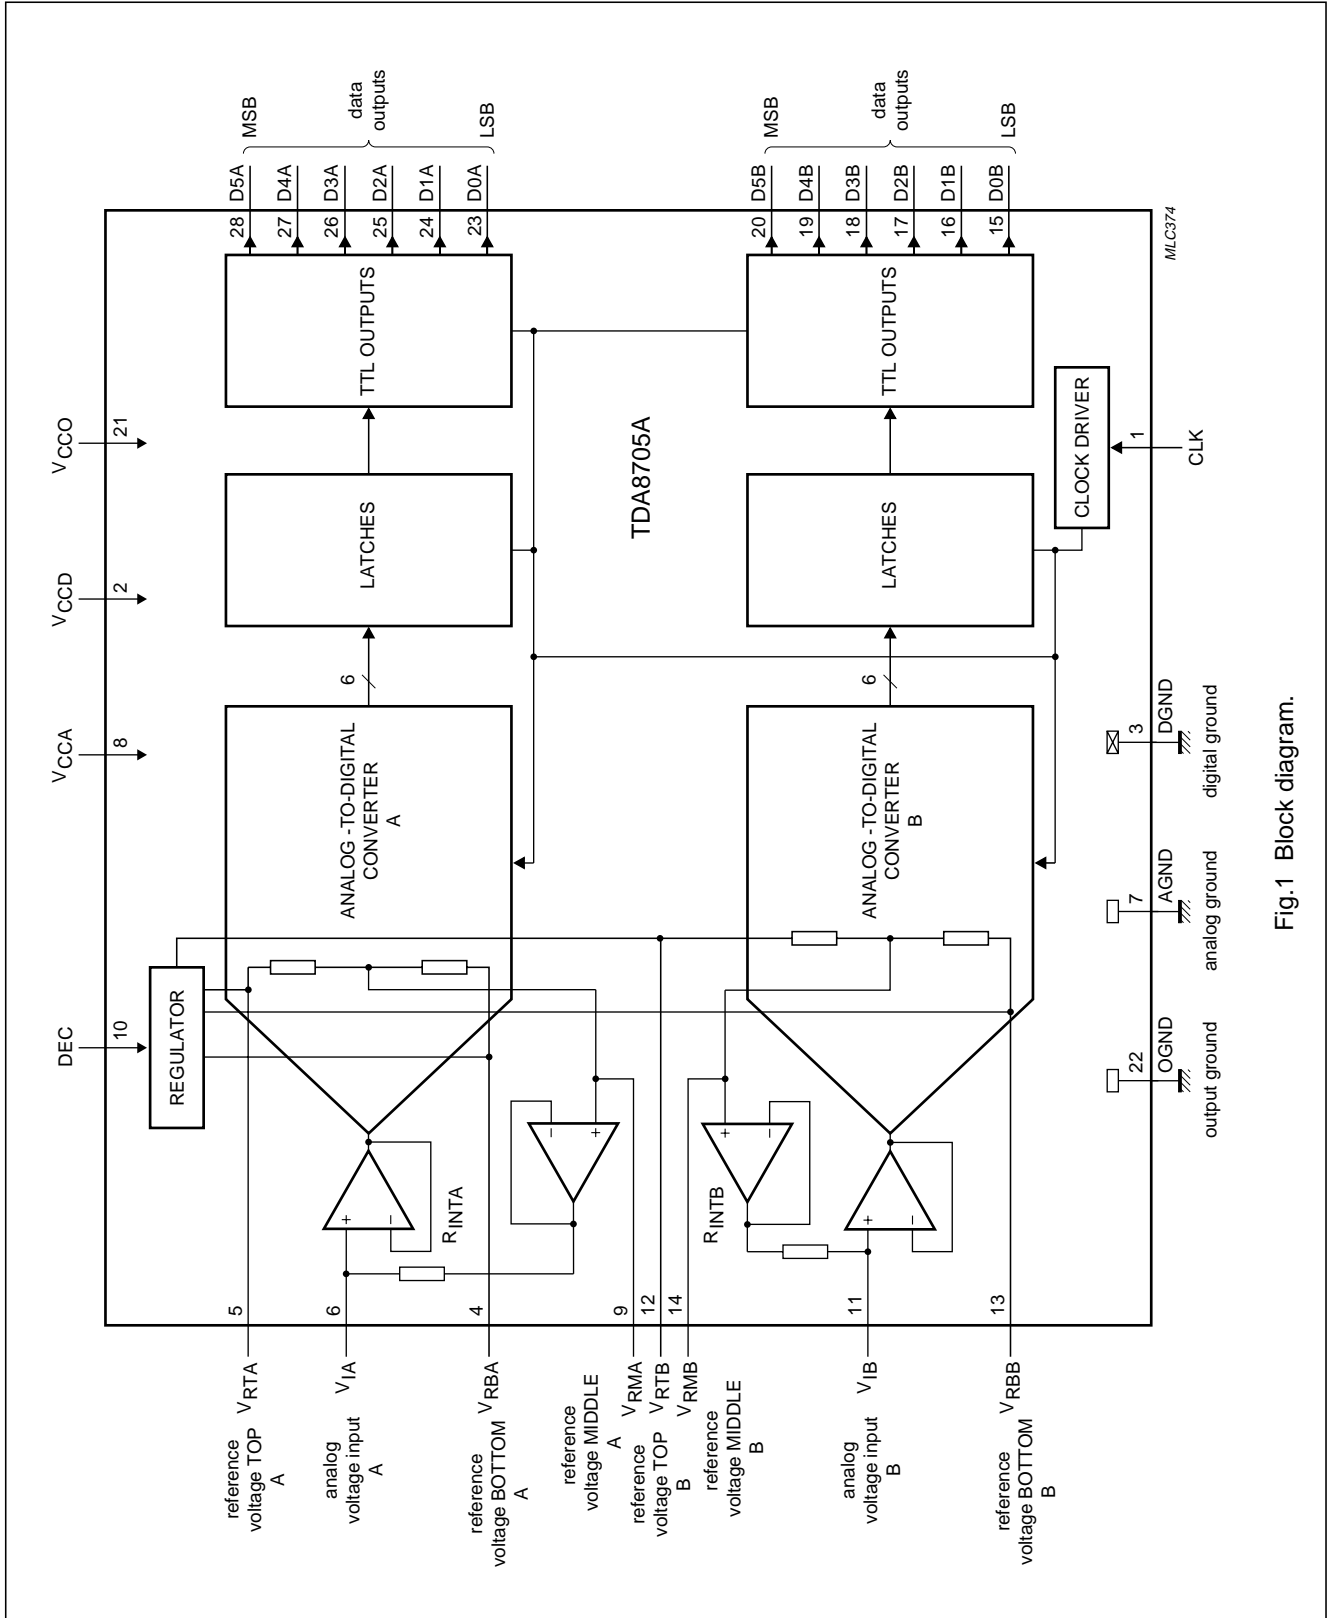 VCCA
8
VCCD
2
VCCO
21
DEC
10
REGULATOR
ANALOG -TO-DIGITAL
CONVERTER
A
6
LATCHES
TTL OUTPUTS
28 D5A
27 D4A
26 D3A
25 D2A
24 D1A
23 D0A
MSB
data
outputs
LSB
reference
voltage TOP
A
VRTA
5
analog
voltage input
A
VIA
6
+
−
RINTA
reference
voltage BOTTOM
A
VRBA
4
reference
voltage MIDDLE
A
VRMA
9
−
+
reference
voltage TOP
B
VRTB
12
TDA8705A
reference
voltage MIDDLE
B
VRMB
14
RINTB
+
−
analog
voltage input
B
VIB
11
+
−
reference
voltage BOTTOM
B
VRBB
13
ANALOG -TO-DIGITAL
CONVERTER
B
6
LATCHES
TTL OUTPUTS
20 D5B
19 D4B
18 D3B
17 D2B
16 D1B
15 D0B
MSB
data
outputs
LSB
CLOCK DRIVER
1
CLK
22
OGND
output ground
7
AGND
analog ground
3
DGND
digital ground
MLC374
Fig.1 Block diagram.